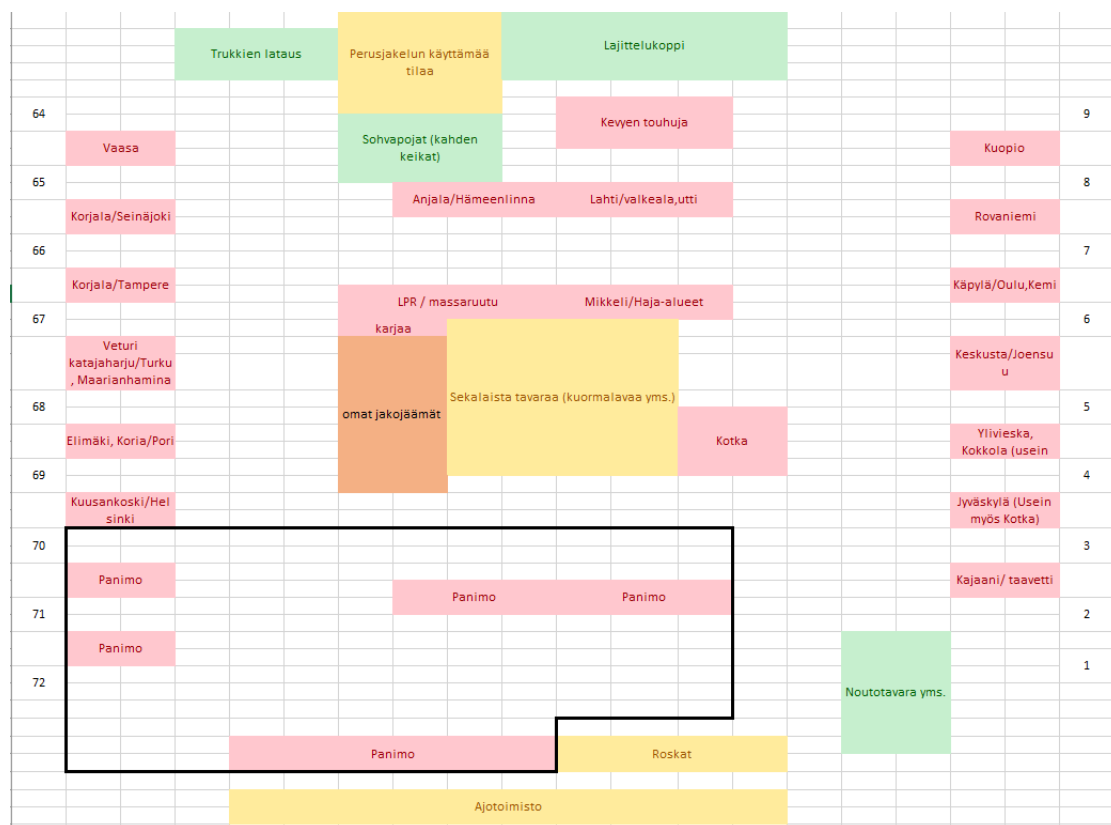 Trukkien lataus
Perusjakelun käyttämää
tilaa
Lajittelukoppi
64
Kevyen touhuja
9
Sohvapojat (kahden
keikat)
Vaasa
Kuopio
65
8
Anjala/Hämeenlinna
Lahti/valkeala,utti
Korjala/Seinäjoki
Rovaniemi
66
7
Korjala/Tampere
Käpylä/Oulu,Kemi
LPR / massaruutu
Mikkeli/Haja-alueet
67
6
karjaa
Veturi
katajaharju/Turku
, Maarianhamina
Keskusta/Joensu
u
Sekalaista tavaraa (kuormalavaa yms.)
68
5
omat jakojäämät
Elimäki, Koria/Pori
Kotka
Ylivieska,
Kokkola (usein
69
4
Kuusankoski/Hel
sinki
Jyväskylä (Usein
myös Kotka)
70
3
Panimo
Kajaani/ taavetti
Panimo
Panimo
71
2
Panimo
1
72
Noutotavara yms.
Panimo
Roskat
Ajotoimisto